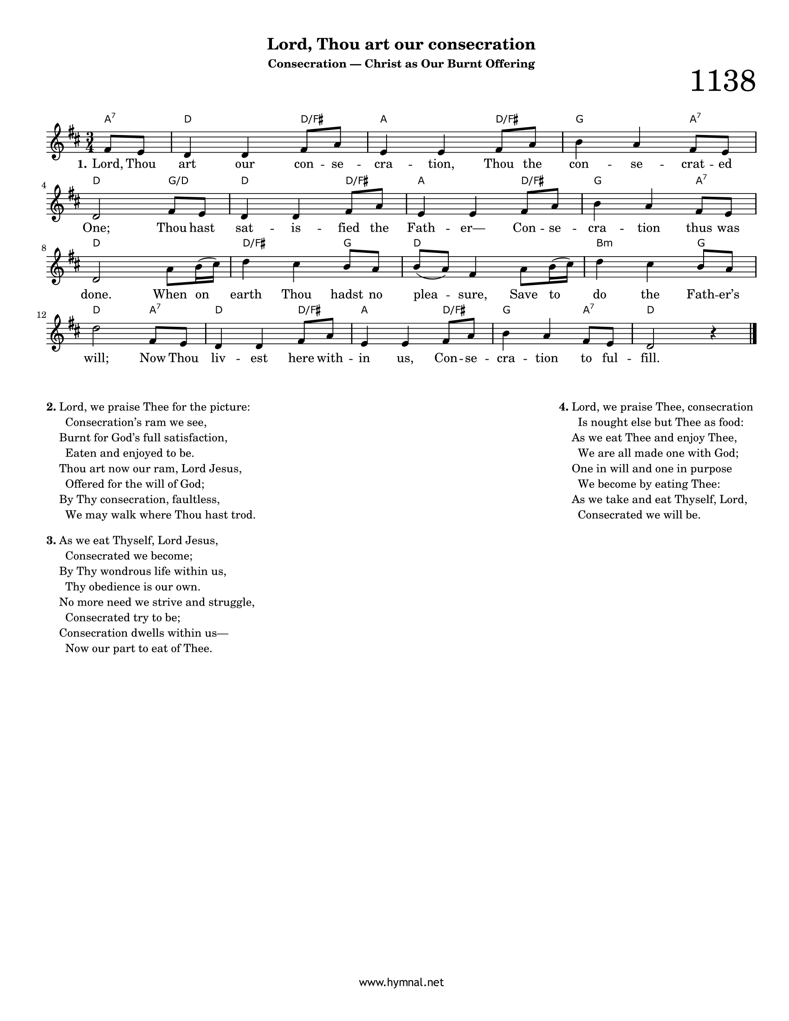 Lord, Thou art our consecration
Consecration — Christ as Our Burnt Offering
1138
A7 D D/F♯ A D/F♯ G A7
3
4
1. Lord, Thou art our con - se - cra - tion, Thou the con - se - crat - ed
4
D G/D D D/F♯ A D/F♯ G A7
One; Thou hast sat - is - fied the Fath - er— Con - se - cra - tion thus was
8
D D/F♯ G D Bm G
done. When on earth Thou hadst no plea - sure, Save to do the Fath-er’s
12
D A7 D D/F♯ A D/F♯ G A7 D
will; Now Thou liv - est here with - in us, Con - se - cra - tion to ful - fill.
2. Lord, we praise Thee for the picture:
Consecration’s ram we see,
Burnt for God’s full satisfaction,
Eaten and enjoyed to be.
Thou art now our ram, Lord Jesus,
Offered for the will of God;
By Thy consecration, faultless,
We may walk where Thou hast trod.
3. As we eat Thyself, Lord Jesus,
Consecrated we become;
By Thy wondrous life within us,
Thy obedience is our own.
No more need we strive and struggle,
Consecrated try to be;
Consecration dwells within us—
Now our part to eat of Thee.
4. Lord, we praise Thee, consecration
Is nought else but Thee as food:
As we eat Thee and enjoy Thee,
We are all made one with God;
One in will and one in purpose
We become by eating Thee:
As we take and eat Thyself, Lord,
Consecrated we will be.
www.hymnal.net